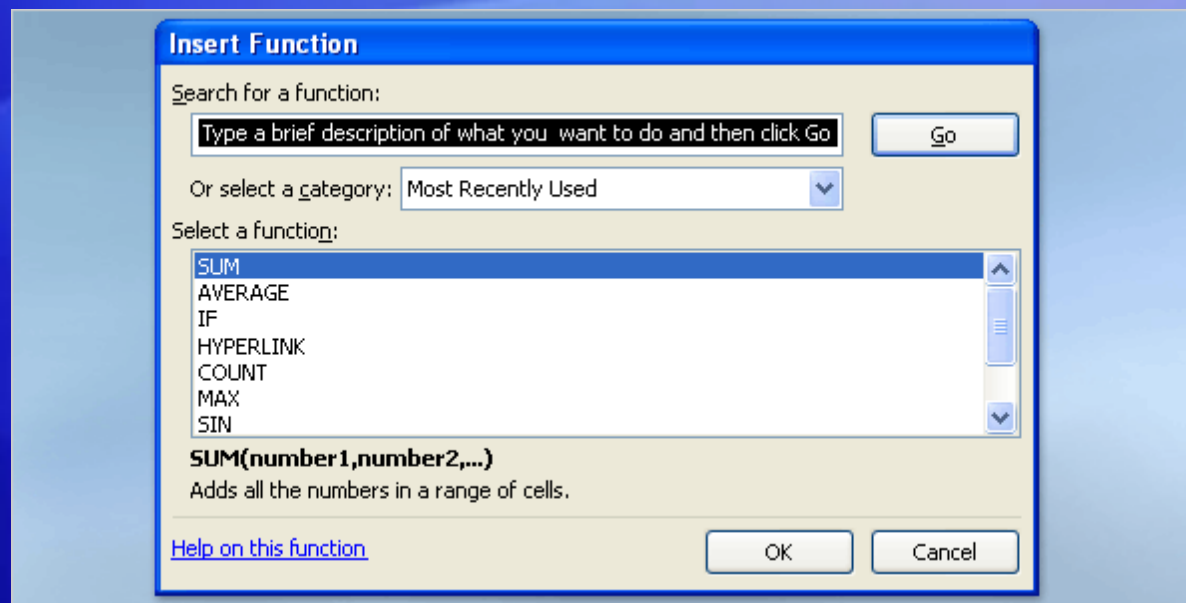 Insert Function
Search for a function:
Type a brief description of what you want to do and then click Go
Go
Or select a category:
Most Recently Used
Select a function:
SUM
AVERAGE
IF
HYPERLINK
COUNT
MAX
SIN
SUM(number1,number2,...)
Adds all the numbers in a range of cells.
Help on this function
OK
Cancel